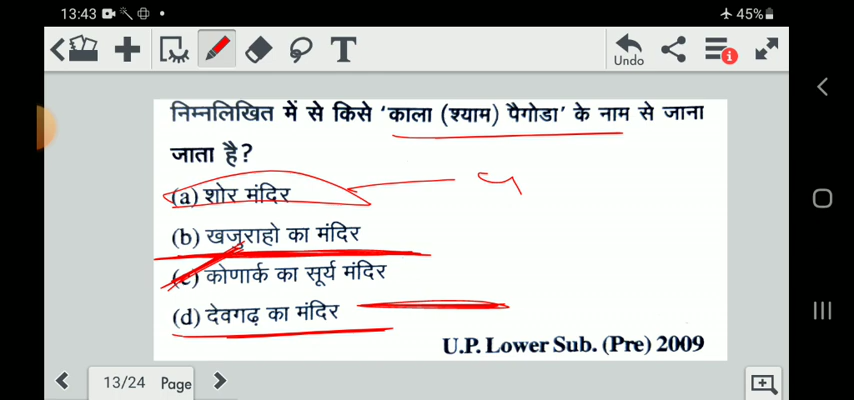 13:43
45%
T
Undo
निम्नलिखित में से किसे ‘काला (श्याम) पैगोडा’ के नाम से जाना
जाता है?
(a) शोर मंदिर
(b) खजुराहो का मंदिर
(c) कोणार्क का सूर्य मंदिर
(d) देवगढ़ का मंदिर
U.P. Lower Sub. (Pre) 2009
13/24 Page